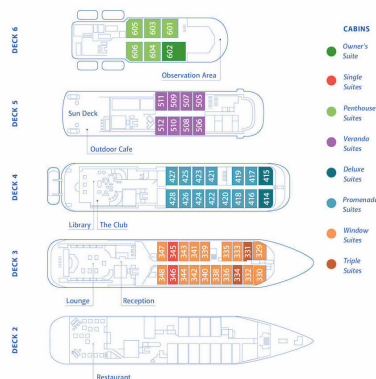 DECK 6
605 603 601
606 604 602
Observation Area
DECK 5
Sun Deck
511 509 507 505
512 510 508 506
Outdoor Cafe
DECK 4
427 425 423 421 419 417 415
428 426 424 422 420 418 416 414
Library The Club
DECK 3
347 345 343 341 339 335 333 331 329
348 346 344 342 340 338 336 334 332 330
Lounge Reception
DECK 2
Restaurant
CABINS
Owner's
Suite
Single
Suites
Penthouse
Suites
Veranda
Suites
Deluxe
Suites
Promenade
Suites
Window
Suites
Triple
Suites